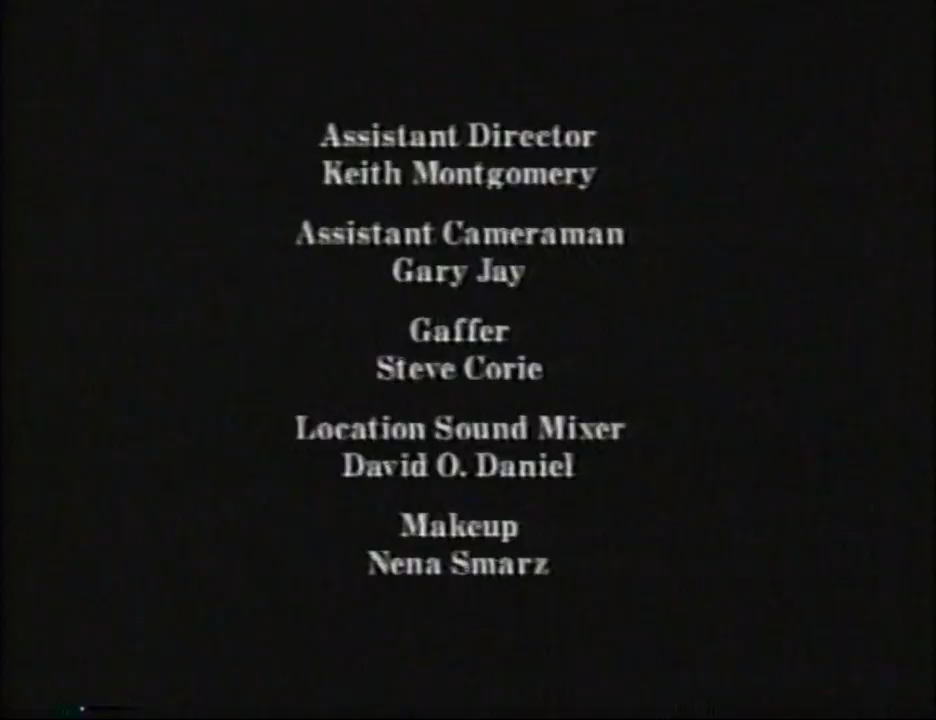 Assistant Director
Keith Montgomery
Assistant Cameraman
Gary Jay
Gaffer
Steve Corie
Location Sound Mixer
David O. Daniel
Makeup
Nena Smarz